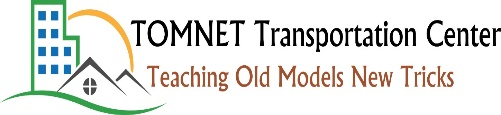 TOMNET Transportation Center
Teaching Old Models New Tricks